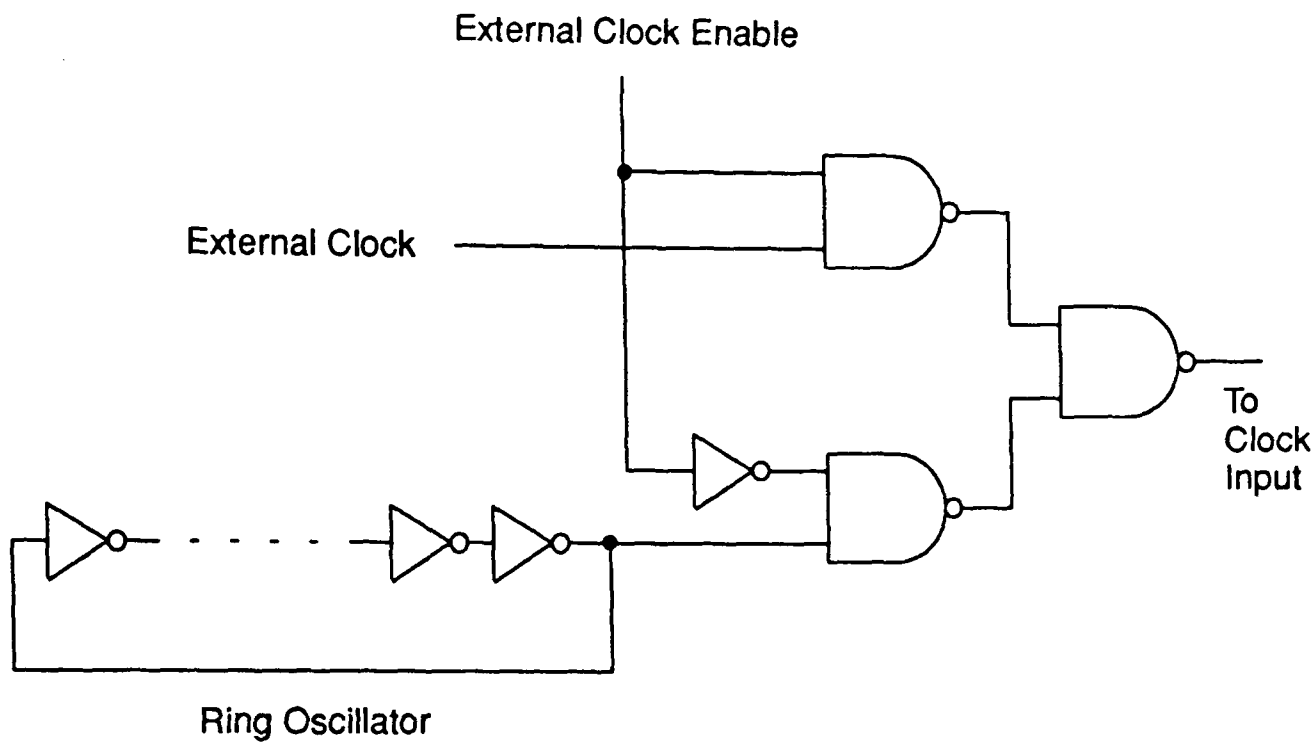 External Clock Enable
External Clock
To
Clock
Input
Ring Oscillator